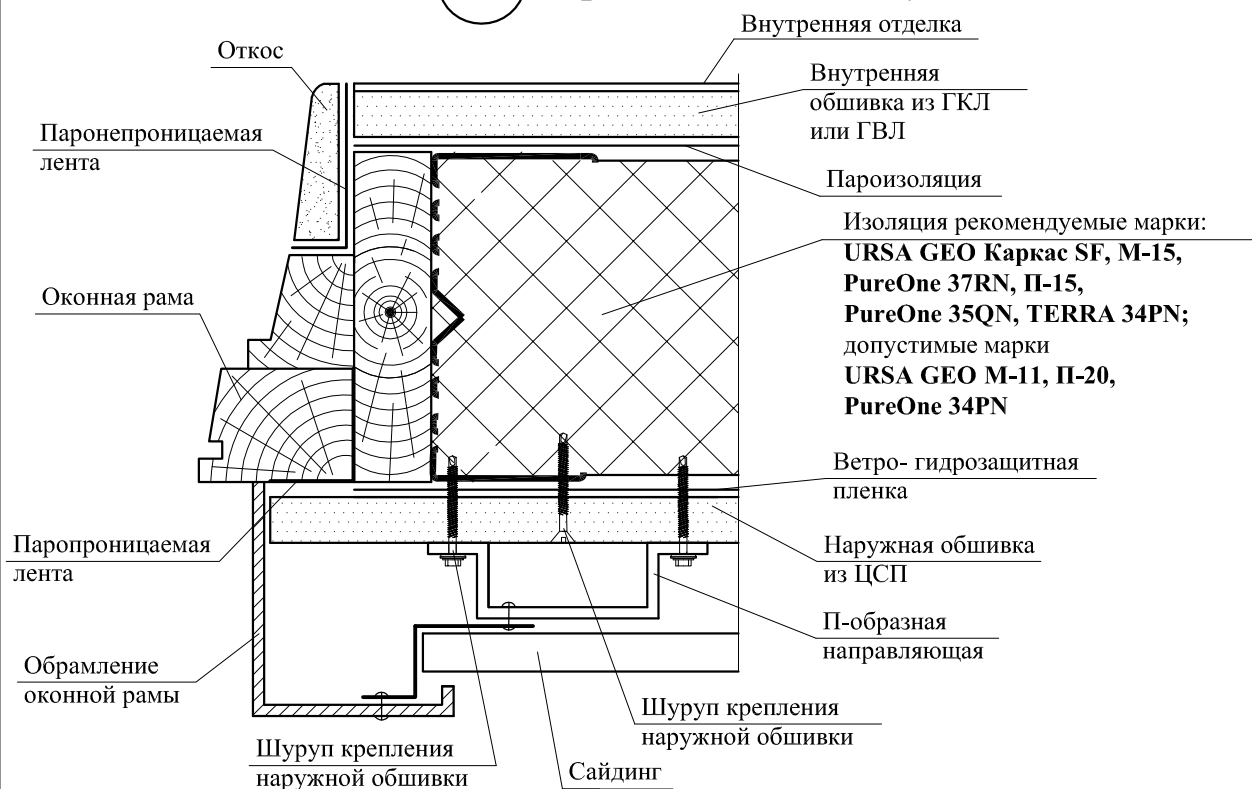 Внутренняя отделка
Откос
Внутренняя
обшивка из ГКЛ
или ГВЛ
Паронепроницаемая
лента
Пароизоляция
Изоляция рекомендуемые марки:
URSA GEO Каркас SF, М-15,
PureOne 37RN, П-15,
PureOne 35QN, TERRA 34PN;
допустимые марки
URSA GEO М-11, П-20,
PureOne 34PN
Оконная рама
Ветро- гидрозащитная
пленка
Паропроницаемая
лента
Наружная обшивка
из ЦСП
П-образная
направляющая
Обрамление
оконной рамы
Шуруп крепления
наружной обшивки
Шуруп крепления
наружной обшивки
Сайдинг